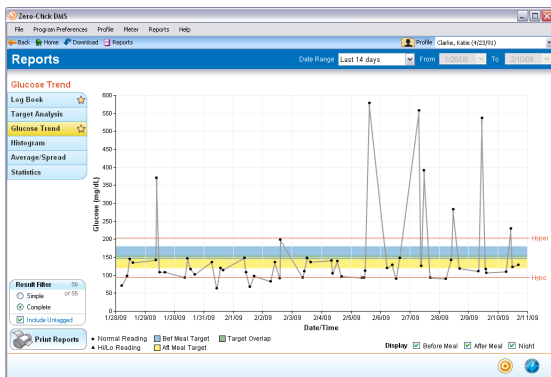 Zero-Click DMS
File Program Preferences Profile Meter Reports Help
Back Home Download Reports Profile Clarke, Katie (4/23/91)
Reports Date Range Last 14 days From 1/20/09 To 2/10/09
Glucose Trend
Log Book
Target Analysis
Glucose Trend
Histogram
Average/Spread
Statistics
Glucose (mg/dL)
600
550
500
450
400
350
300
250
200
150
100
50
0
Hyper
Hypo
1/28/09 1/29/09 1/30/09 1/31/09 2/1/09 2/2/09 2/3/09 2/4/09 2/5/09 2/6/09 2/7/09 2/8/09 2/9/09 2/10/09 2/11/09
Date/Time
Result Filter 56
Simple of 56
Complete
Include Untagged
Print Reports
Normal Reading Bef Meal Target Target Overlap
Hi/Lo Reading Aft Meal Target
Display Before Meal After Meal Night